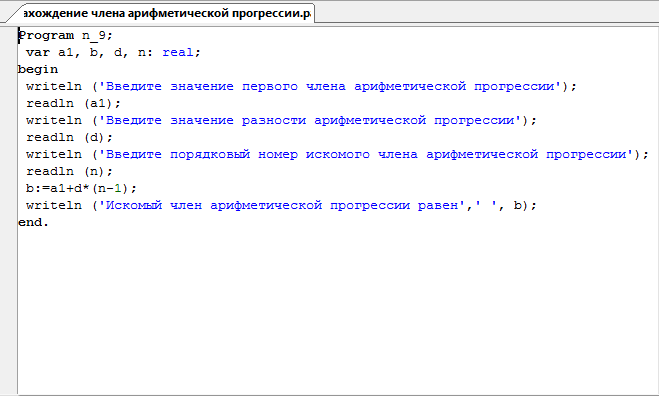 ахождение члена арифметической прогрессии.p
Program n_9;
var a1, b, d, n: real;
begin
writeln ('Введите значение первого члена арифметической прогрессии');
readln (a1);
writeln ('Введите значение разности арифметической прогрессии');
readln (d);
writeln ('Введите порядковый номер искомого члена арифметической прогрессии');
readln (n);
b:=a1+d*(n-1);
writeln ('Искомый член арифметической прогрессии равен',' ', b);
end.